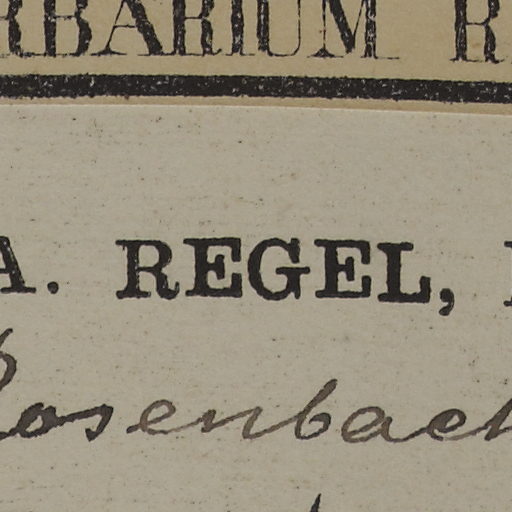 RBARIUM R
A. REGEL,
Rosenbach